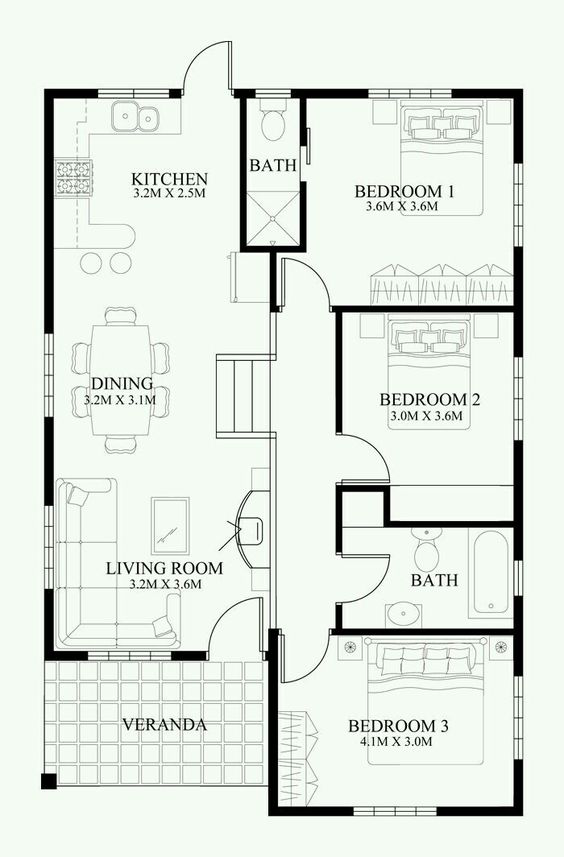 KITCHEN
3.2M X 2.5M
BATH
BEDROOM 1
3.6M X 3.6M
DINING
3.2M X 3.1M
BEDROOM 2
3.0M X 3.6M
LIVING ROOM
3.2M X 3.6M
BATH
VERANDA
BEDROOM 3
4.1M X 3.0M